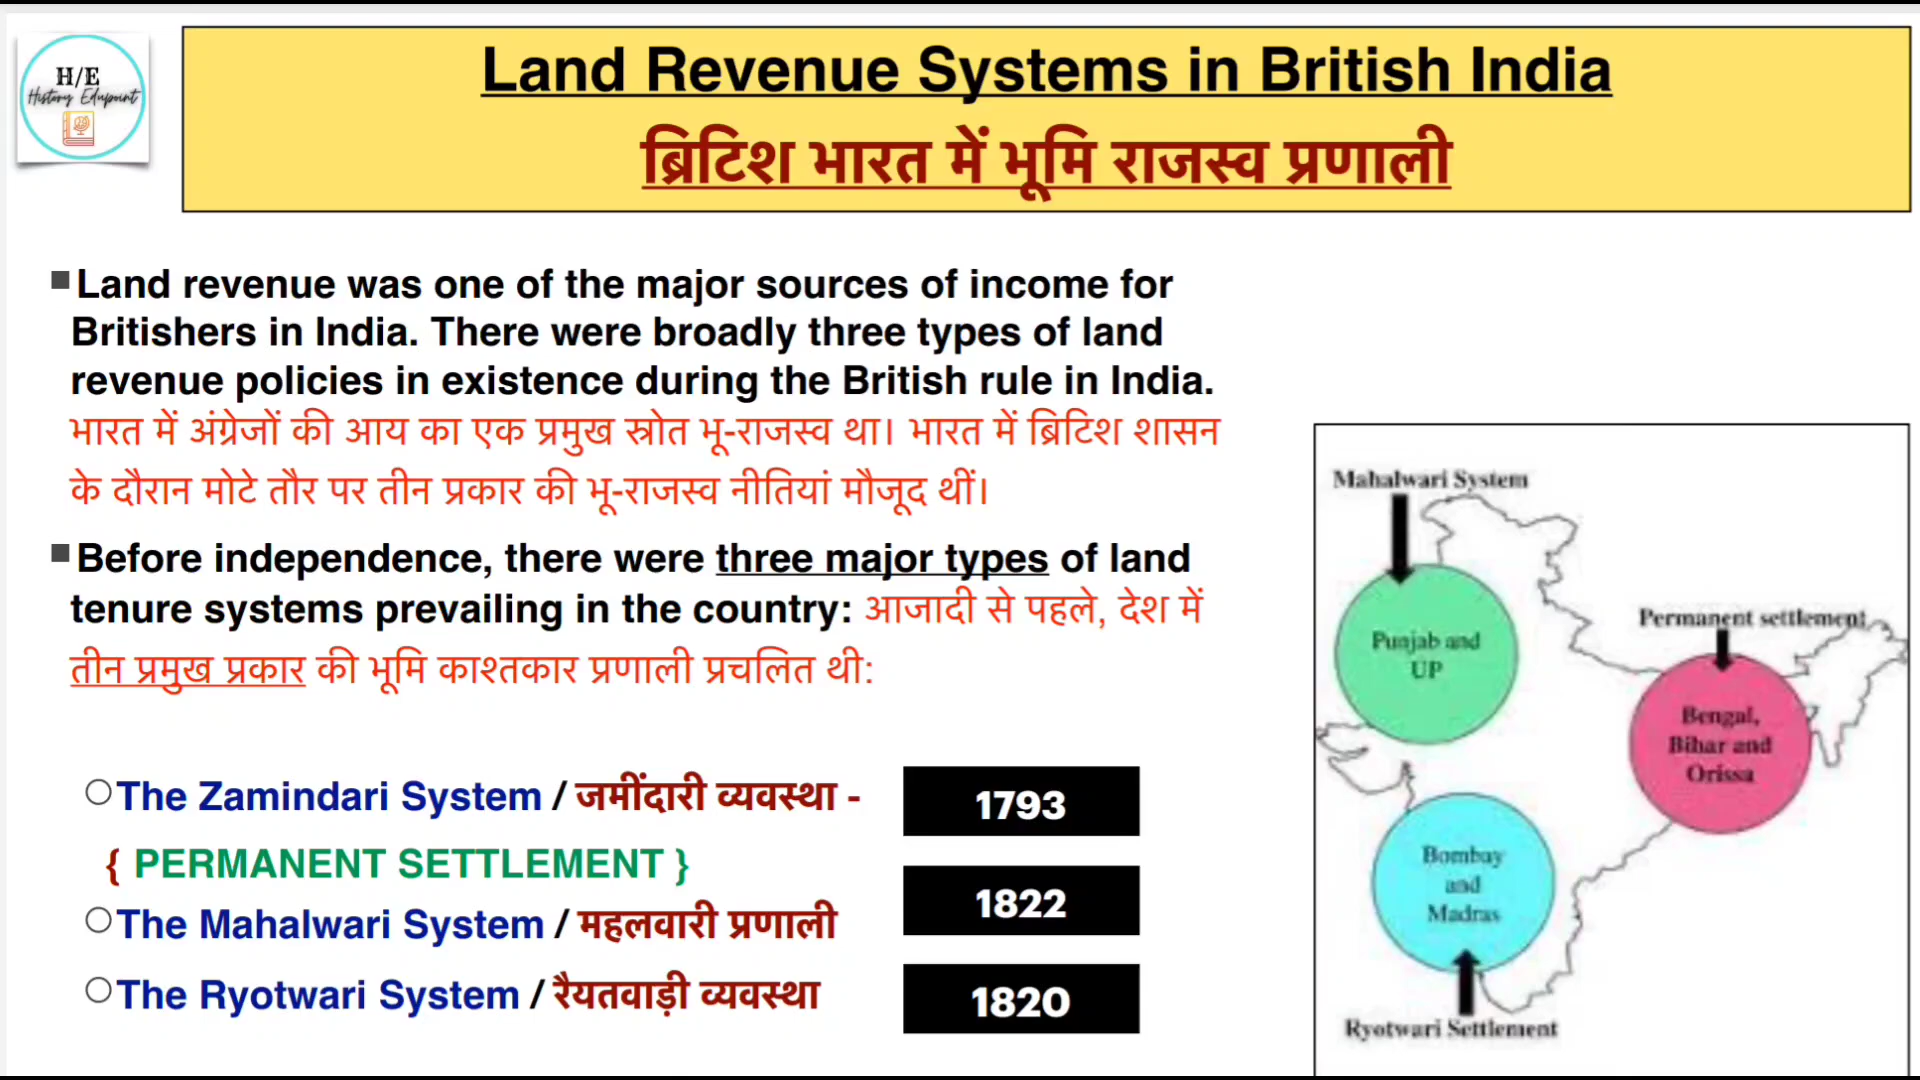 H/E
History Edupoint
Land Revenue Systems in British India
ब्रिटिश भारत में भूमि राजस्व प्रणाली
Land revenue was one of the major sources of income for
Britishers in India. There were broadly three types of land
revenue policies in existence during the British rule in India.
भारत में अंग्रेजों की आय का एक प्रमुख स्रोत भू-राजस्व था। भारत में ब्रिटिश शासन
के दौरान मोटे तौर पर तीन प्रकार की भू-राजस्व नीतियां मौजूद थीं।
Before independence, there were three major types of land
tenure systems prevailing in the country: आजादी से पहले, देश में
तीन प्रमुख प्रकार की भूमि काश्तकार प्रणाली प्रचलित थी:
The Zamindari System / जमींदारी व्यवस्था -
{ PERMANENT SETTLEMENT }
The Mahalwari System / महलवारी प्रणाली
The Ryotwari System / रैयतवाड़ी व्यवस्था
1793
1822
1820
Mahalwari System
Punjab and
UP
Permanent settlement
Bengal,
Bihar and
Orissa
Bombay
and
Madras
Ryotwari Settlement